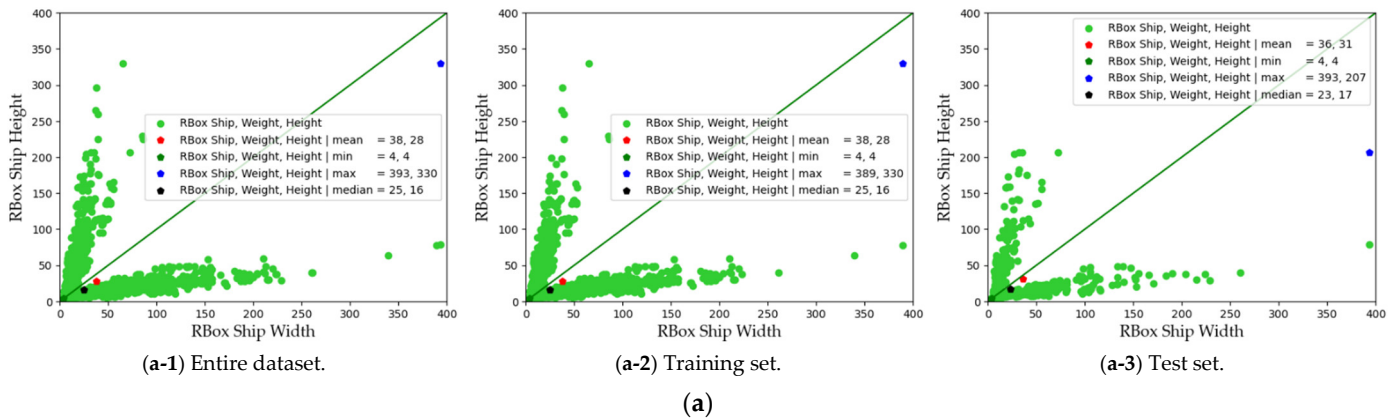 RBox Ship Height
400
350
300
250
200
150
100
50
0
RBox Ship, Weight, Height
RBox Ship, Weight, Height | mean = 38, 28
RBox Ship, Weight, Height | min = 4, 4
RBox Ship, Weight, Height | max = 393, 330
RBox Ship, Weight, Height | median = 25, 16
0 50 100 150 200 250 300 350 400
RBox Ship Width
(a-1) Entire dataset.
RBox Ship Height
400
350
300
250
200
150
100
50
0
RBox Ship, Weight, Height
RBox Ship, Weight, Height | mean = 38, 28
RBox Ship, Weight, Height | min = 4, 4
RBox Ship, Weight, Height | max = 389, 330
RBox Ship, Weight, Height | median = 25, 16
0 50 100 150 200 250 300 350 400
RBox Ship Width
(a-2) Training set.
RBox Ship Height
400
350
300
250
200
150
100
50
0
RBox Ship, Weight, Height
RBox Ship, Weight, Height | mean = 36, 31
RBox Ship, Weight, Height | min = 4, 4
RBox Ship, Weight, Height | max = 393, 207
RBox Ship, Weight, Height | median = 23, 17
0 50 100 150 200 250 300 350 400
RBox Ship Width
(a-3) Test set.
(a)